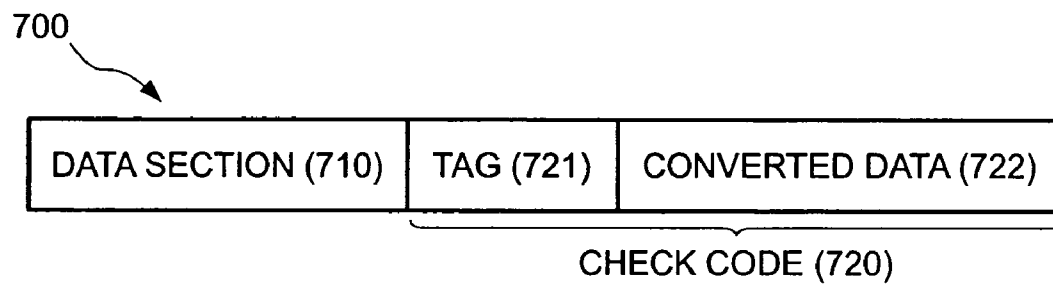 700
DATA SECTION (710) TAG (721) CONVERTED DATA (722)
CHECK CODE (720)